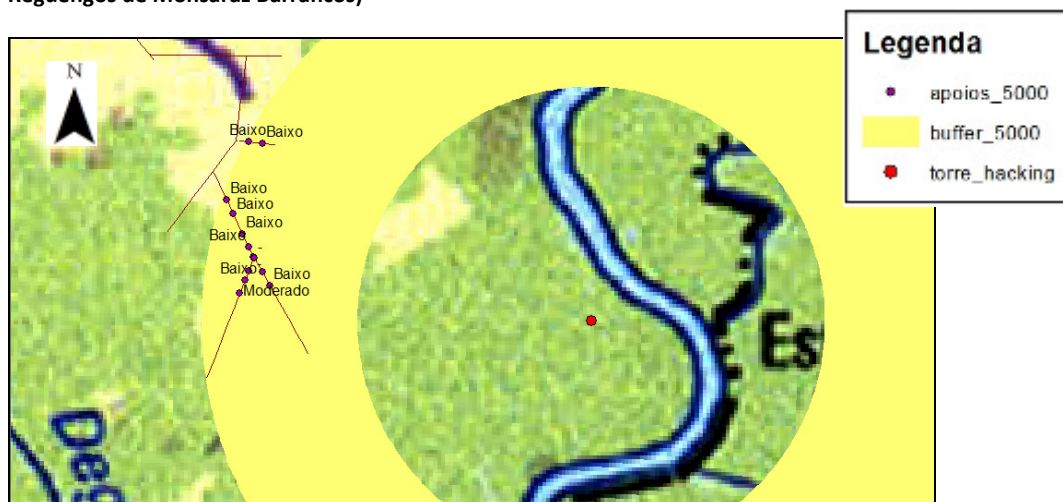 Reguengos de Monsaraz Barrancos)
N
Legenda
apoios_5000
buffer_5000
torre_hacking
Baixo Baixo
Baixo
Baixo
Baixo
Baixo
Baixo
Baixo
Moderado
Es
Deg